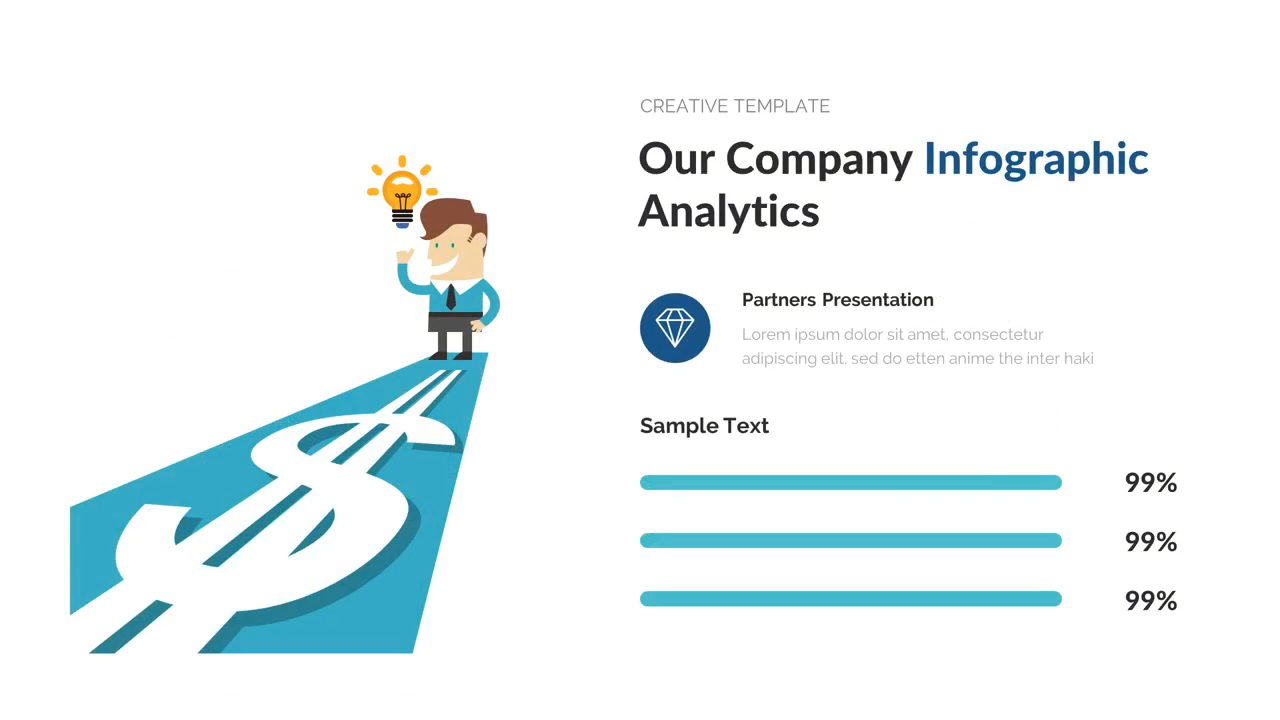 CREATIVE TEMPLATE
Our Company Infographic
Analytics
Partners Presentation
Lorem ipsum dolor sit amet, consectetur
adipiscing elit, sed do etten anime the inter haki
Sample Text
99%
99%
99%